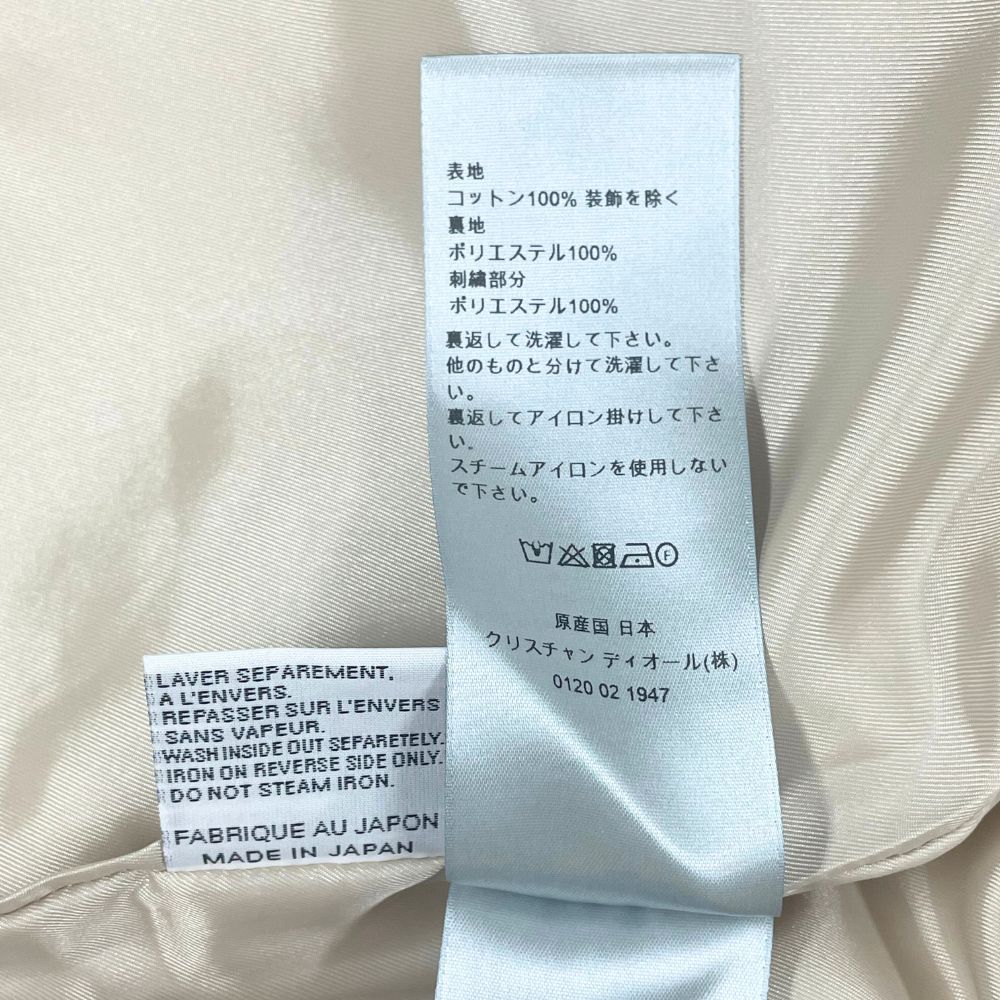 表地
コットン100% 装飾を除く
裏地
ポリエステル100%
刺繍部分
ポリエステル100%
裏返して洗濯して下さい。
他のものと分けて洗濯して下さ
い。
裏返してアイロン掛けして下さ
い。
スチームアイロンを使用しない
で下さい。
F
原産国 日本
クリスチャン ディオール(株)
0120 02 1947
LAVER SEPAREMENT,
A L'ENVERS.
REPASSER SUR L'ENVERS
SANS VAPEUR.
WASH INSIDE OUT SEPARETELY.
IRON ON REVERSE SIDE ONLY.
DO NOT STEAM IRON.
FABRIQUE AU JAPON
MADE IN JAPAN